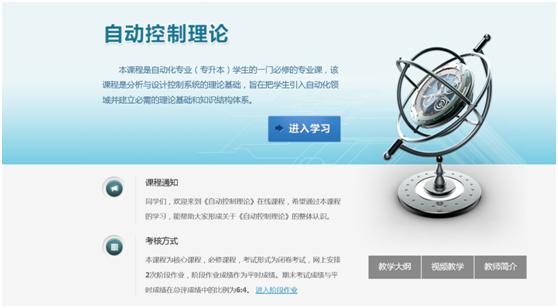 自动控制理论
本课程是自动化专业（专升本）学生的一门必修的专业课，该
课程是分析与设计控制系统的理论基础，旨在把学生引入自动化领
域并建立必需的理论基础和知识结构体系。
进入学习
课程通知
同学们，欢迎来到《自动控制理论》在线课程，希望通过本课程
的学习，能帮助大家形成关于《自动控制理论》的整体认识。
考核方式
本课程为核心课程，必修课程，考试形式为闭卷考试，网上安排
2次阶段作业，阶段作业成绩作为平时成绩。期末考试成绩与平
时成绩在总评成绩中的比例为6:4。 进入阶段作业
教学大纲 视频教学 教师简介